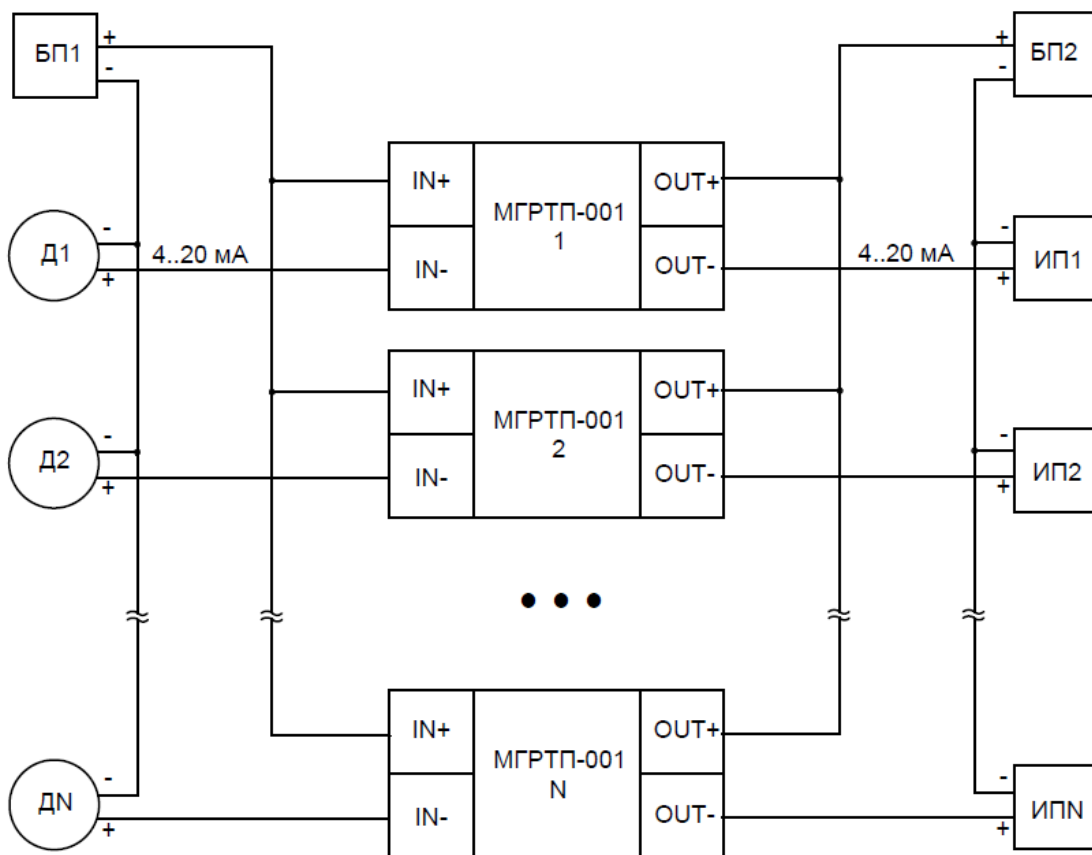 +
БП1
-
+
БП2
-
IN+
МГРТП-001
1
OUT+
IN-
OUT-
-
Д1
+
4..20 мА
4..20 мА
-
ИП1
+
IN+
МГРТП-001
2
OUT+
IN-
OUT-
-
Д2
+
-
ИП2
+
IN+
МГРТП-001
N
OUT+
IN-
OUT-
-
ДN
+
-
ИПN
+